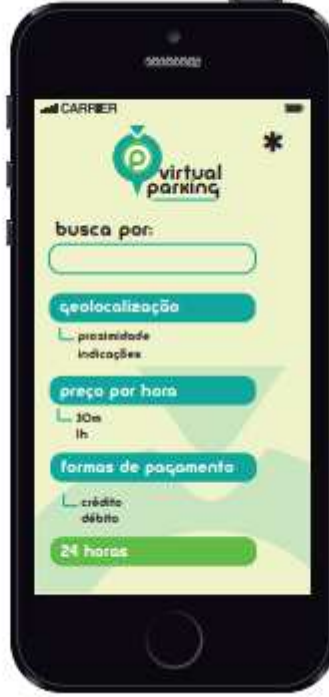 CARRIER
*
p
virtual
parking
busca por:
geolocalização
proximidade
indicações
preço por hora
30m
1h
formas de pagamento
crédito
débito
24 horas